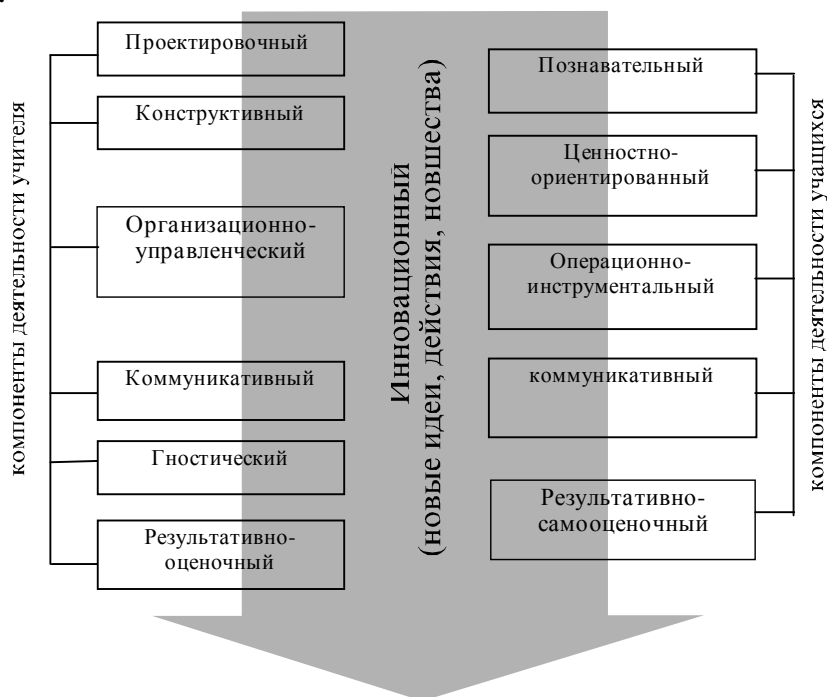 компоненты деятельности учителя
Проектировочный
Конструктивный
Организационно-
управленческий
Коммуникативный
Гностический
Результативно-
оценочный
Инновационный
(новые идеи, действия, новшества)
Познавательный
Ценностно-
ориентированный
Операционно-
инструментальный
коммуникативный
Результативно-
самооценочный
компоненты деятельности учащихся